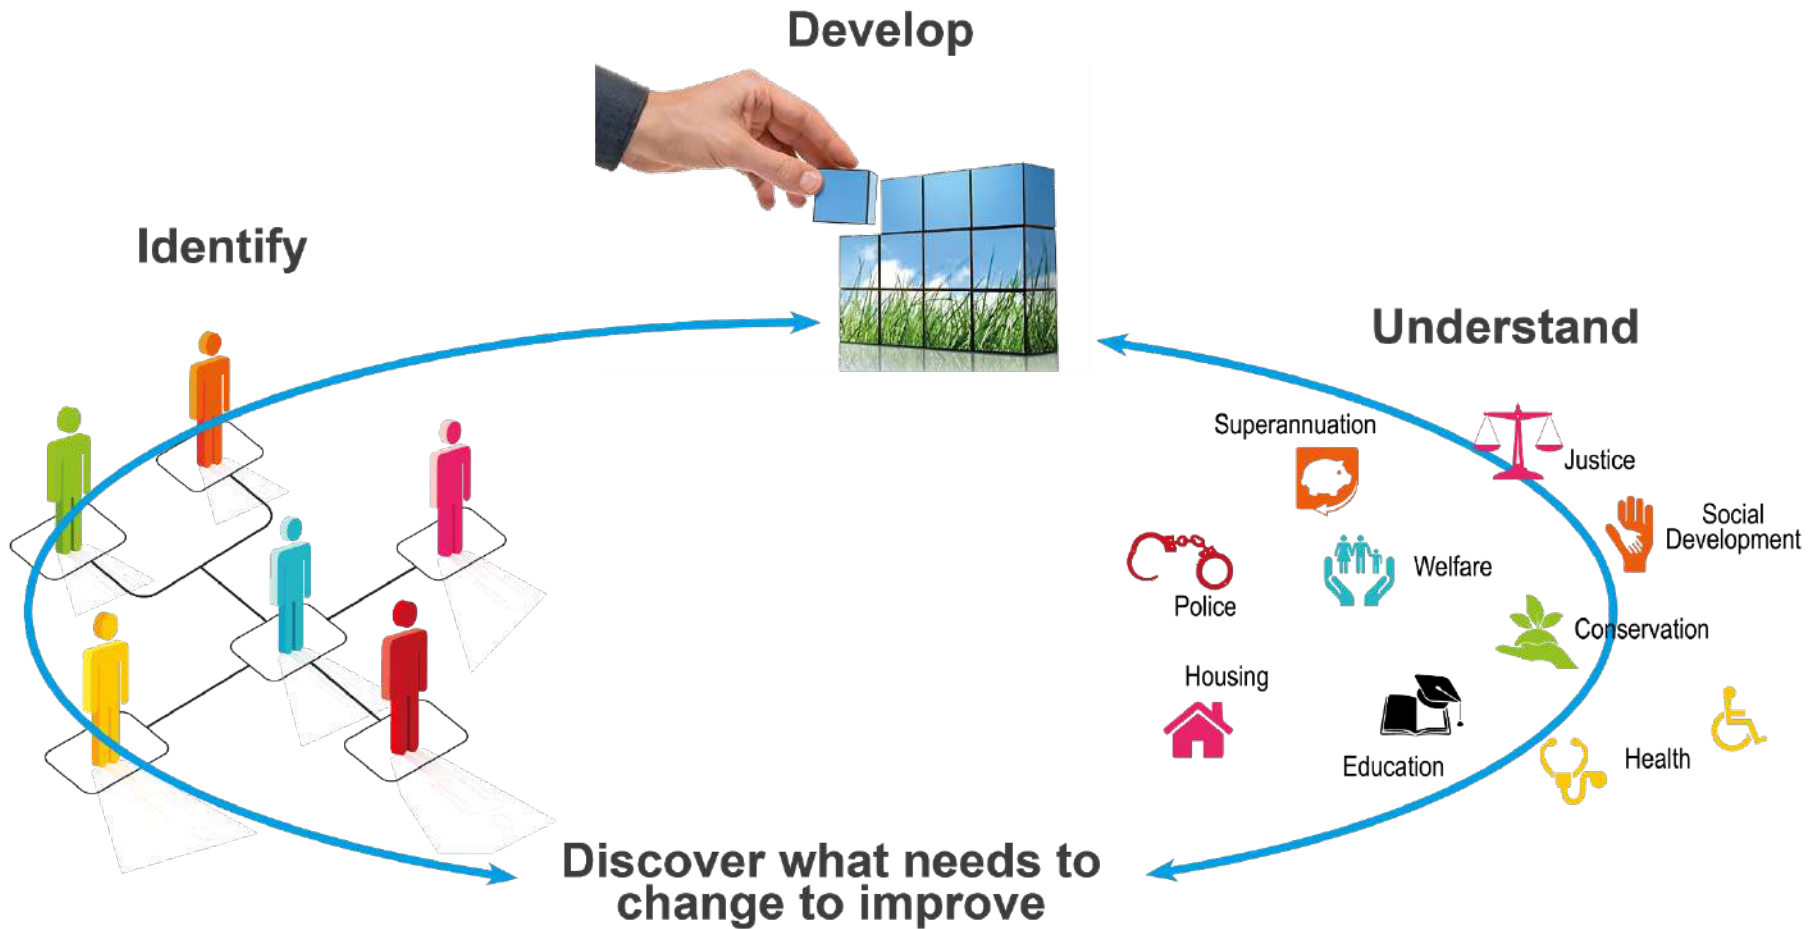 Develop
Identify
Understand
Superannuation
Justice
Social
Development
Welfare
Police
Conservation
Housing
Education
Health
Discover what needs to
change to improve